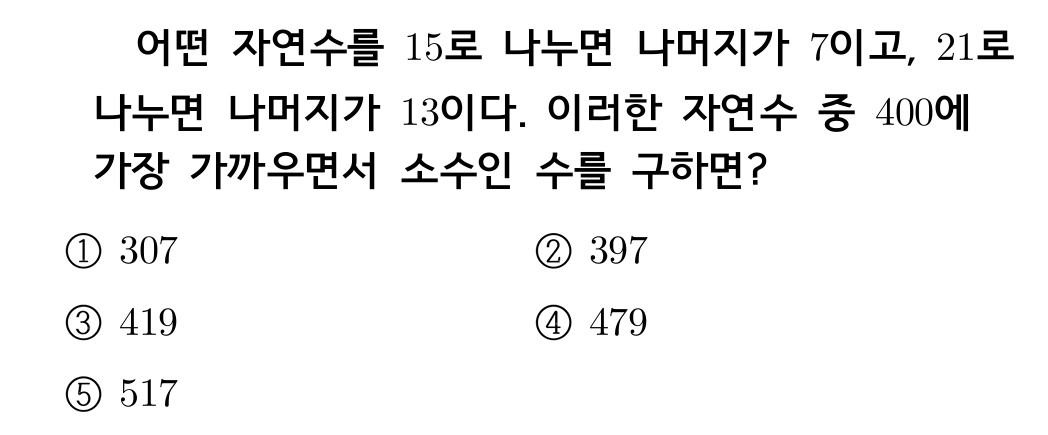 어떤 자연수를 15로 나누면 나머지가 7이고, 21로
나누면 나머지가 13이다. 이러한 자연수 중 400에
가장 가까우면서 소수인 수를 구하면?
① 307 ② 397
③ 419 ④ 479
⑤ 517